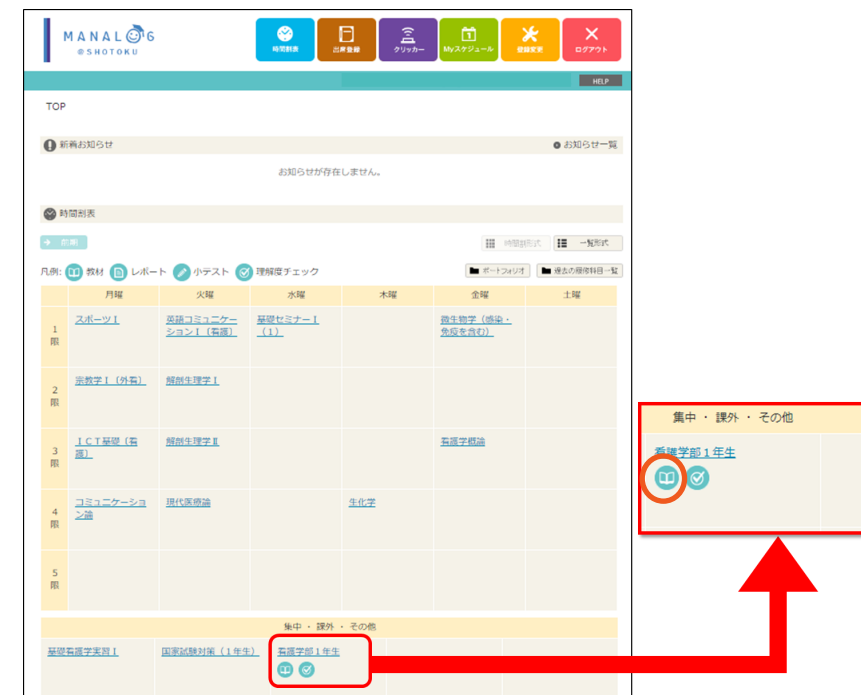 MANALOG
@SHOTOKU
時間割表
出席登録
クリッカー
Myスケジュール
登録変更
ログアウト
HELP
TOP
新着お知らせ
お知らせ一覧
お知らせが存在しません。
時間割表
前期
時間割形式
一覧形式
凡例: 教材 レポート 小テスト 理解度チェック
ポートフォリオ
過去の履修科目一覧
月曜 火曜 水曜 木曜 金曜 土曜
1限
スポーツⅠ
英語コミュニケー
ションⅠ（看護）
基礎セミナーⅠ
（1）
微生物学（感染・
免疫を含む）
2限
宗教学Ⅰ（外看）
解剖生理学Ⅰ
3限
ＩＣＴ基礎（看
護）
解剖生理学Ⅱ
看護学概論
4限
コミュニケーショ
ン論
現代医療論
生化学
5限
集中 ・ 課外 ・ その他
基礎看護学実習Ⅰ
国家試験対策（１年生）
看護学部１年生
集中 ・ 課外 ・ その他
看護学部１年生